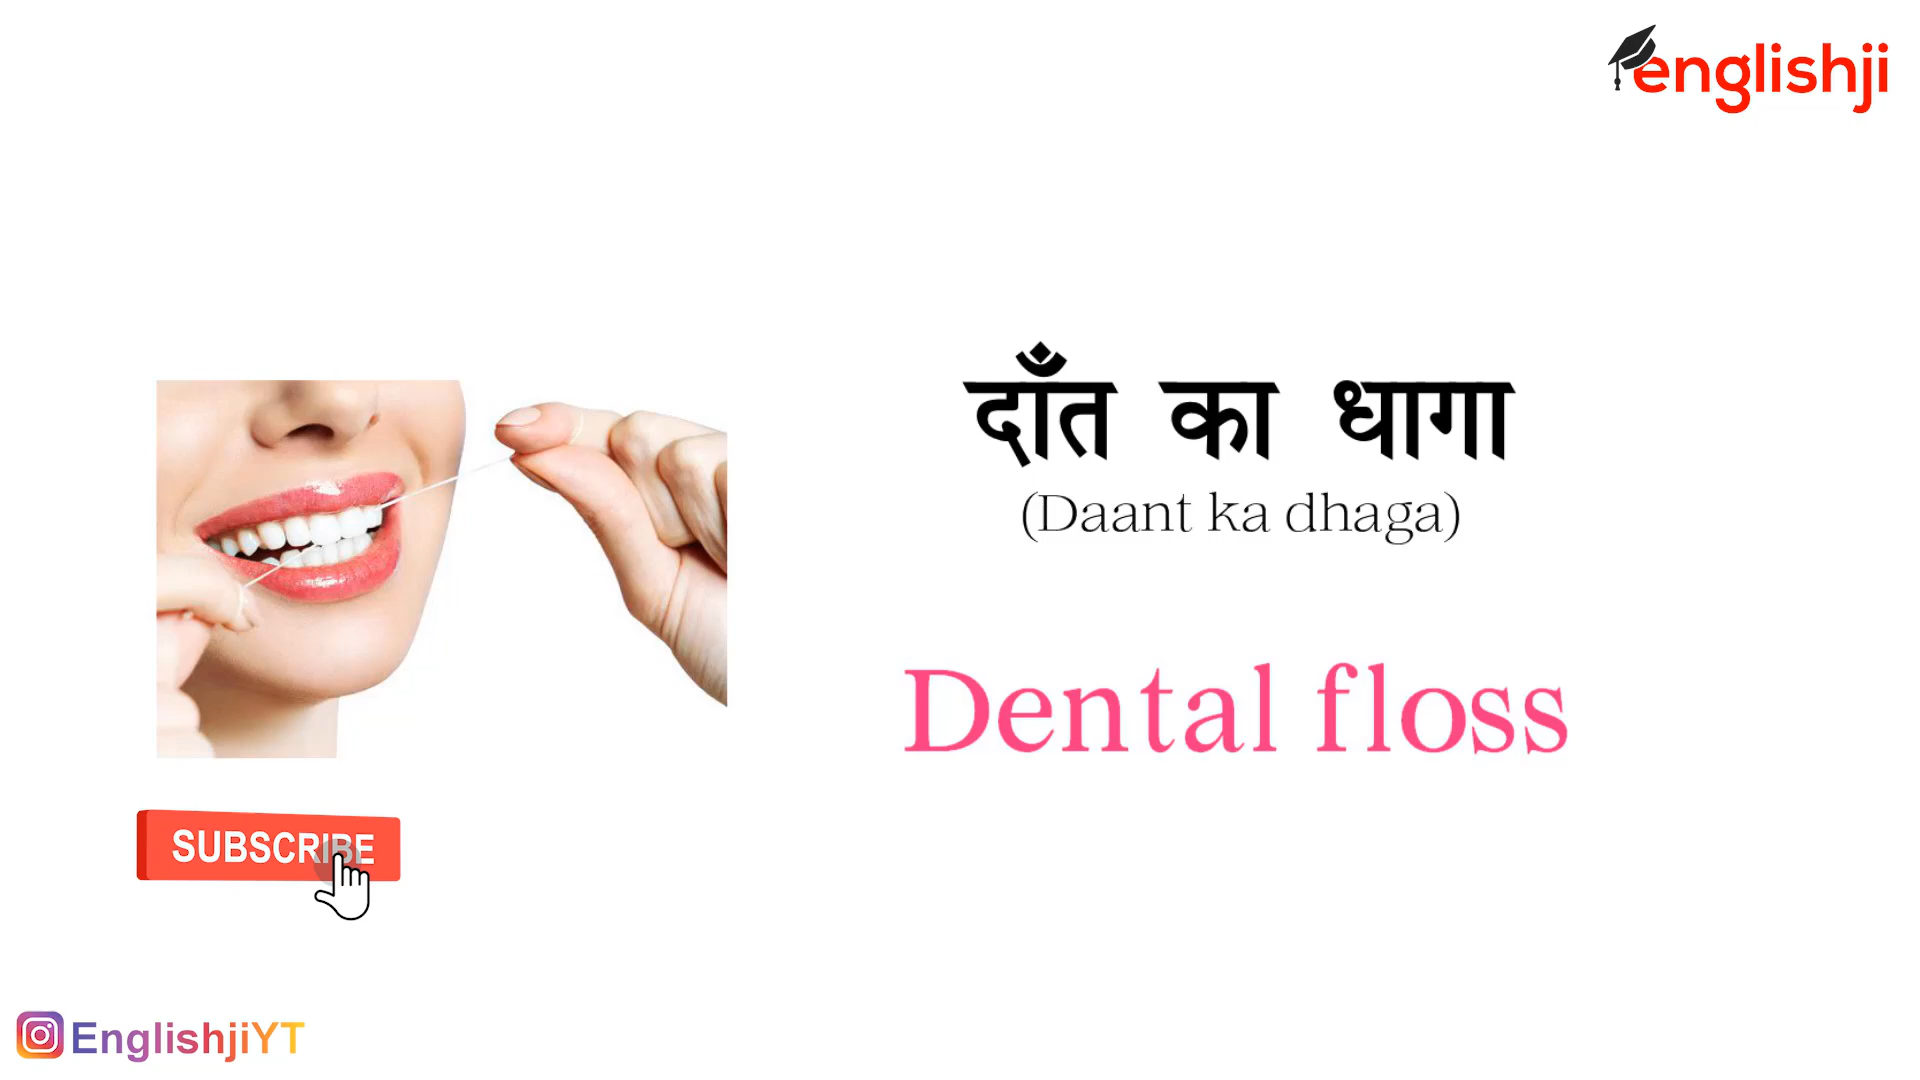 englishji
दाँत का धागा
(Daant ka dhaga)
Dental floss
SUBSCRIBE
EnglishjiYT